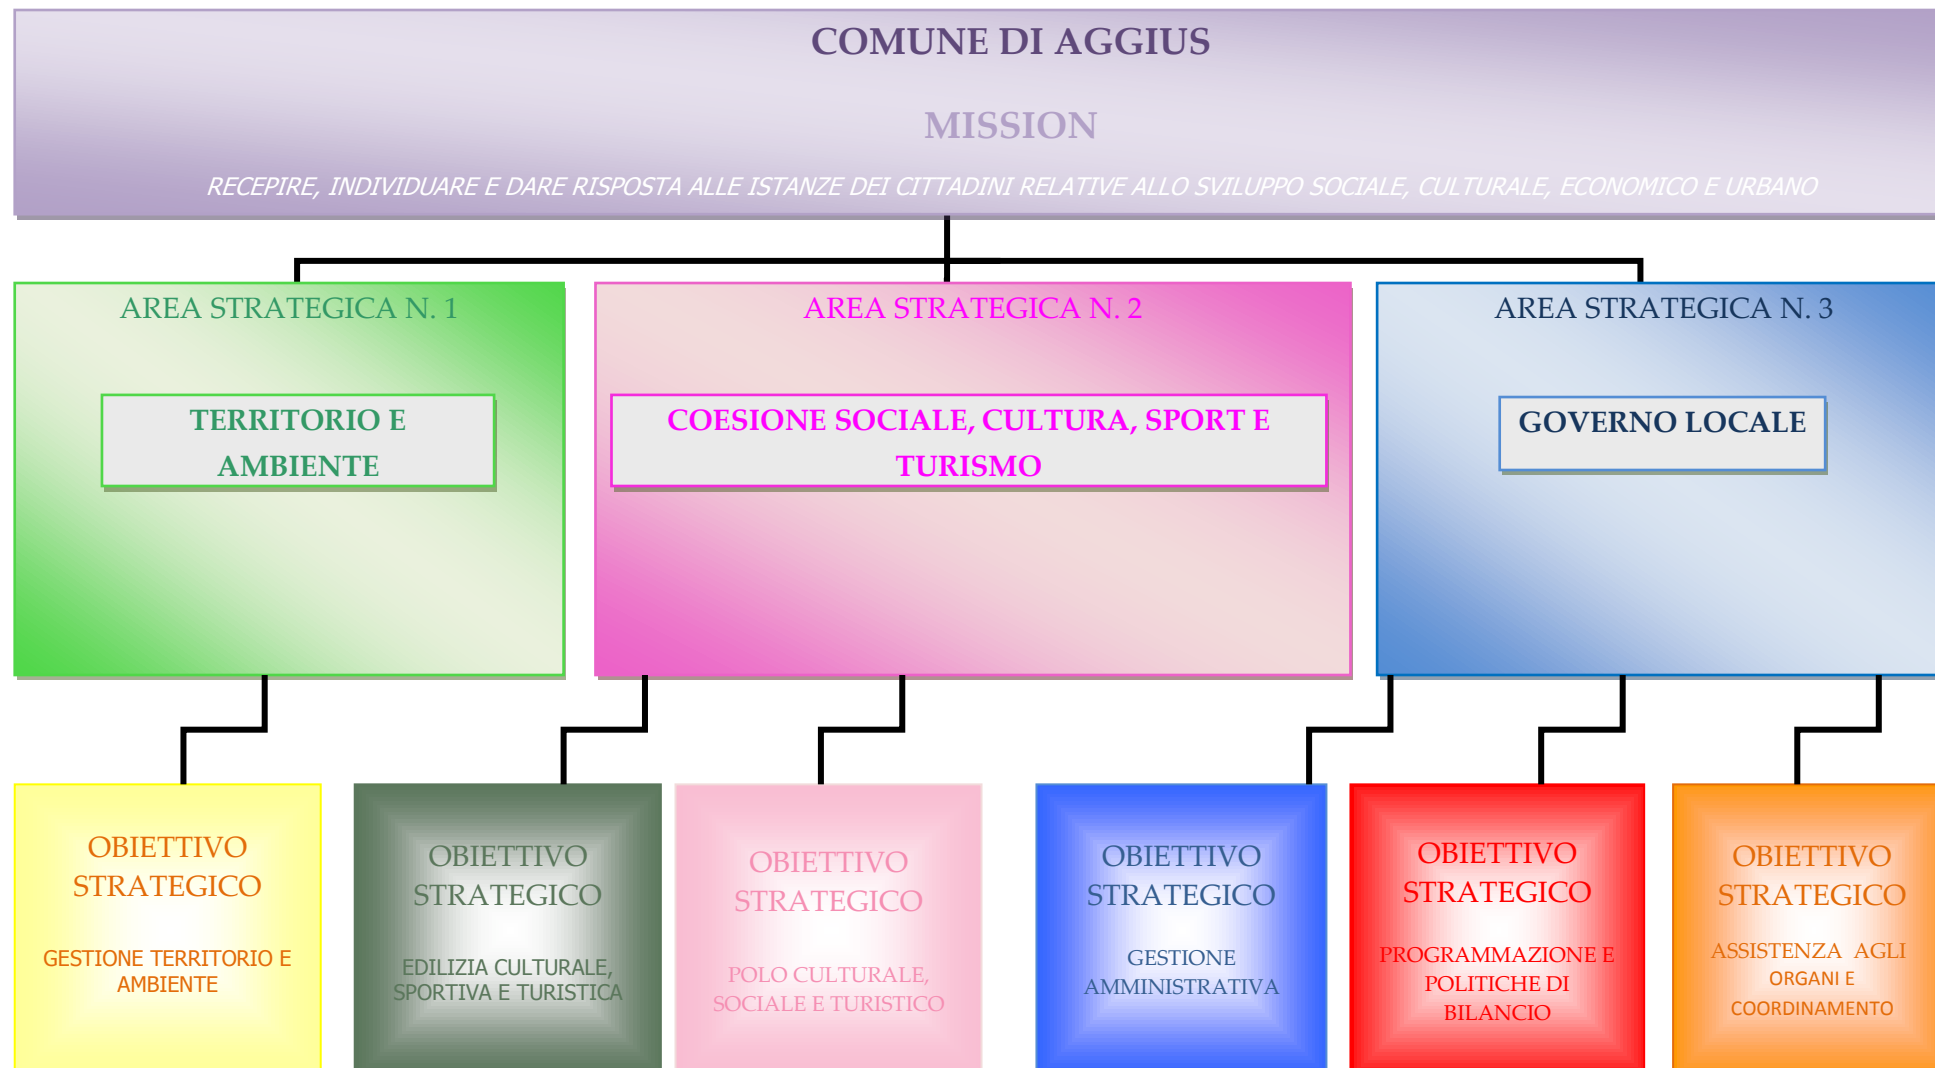 COMUNE DI AGGIUS
MISSION
RECEPIRE, INDIVIDUARE E DARE RISPOSTA ALLE ISTANZE DEI CITTADINI RELATIVE ALLO SVILUPPO SOCIALE, CULTURALE, ECONOMICO E URBANO
AREA STRATEGICA N. 1
TERRITORIO E
AMBIENTE
AREA STRATEGICA N. 2
COESIONE SOCIALE, CULTURA, SPORT E
TURISMO
AREA STRATEGICA N. 3
GOVERNO LOCALE
OBIETTIVO
STRATEGICO
GESTIONE TERRITORIO E
AMBIENTE
OBIETTIVO
STRATEGICO
EDILIZIA CULTURALE,
SPORTIVA E TURISTICA
OBIETTIVO
STRATEGICO
POLO CULTURALE,
SOCIALE E TURISTICO
OBIETTIVO
STRATEGICO
GESTIONE
AMMINISTRATIVA
OBIETTIVO
STRATEGICO
PROGRAMMAZIONE E
POLITICHE DI
BILANCIO
OBIETTIVO
STRATEGICO
ASSISTENZA AGLI
ORGANI E
COORDINAMENTO